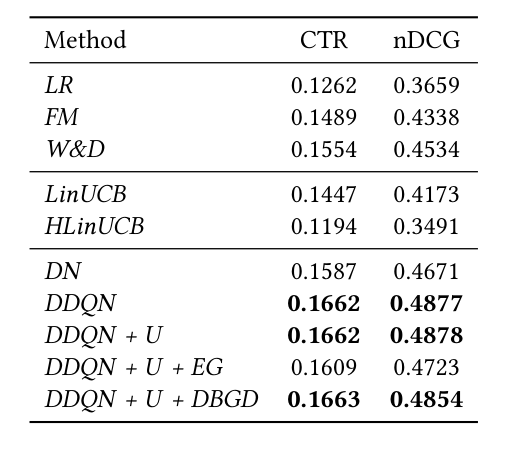 Method CTR nDCG
LR 0.1262 0.3659
FM 0.1489 0.4338
W&D 0.1554 0.4534
LinUCB 0.1447 0.4173
HLinUCB 0.1194 0.3491
DN 0.1587 0.4671
DDQN 0.1662 0.4877
DDQN + U 0.1662 0.4878
DDQN + U + EG 0.1609 0.4723
DDQN + U + DBGD 0.1663 0.4854